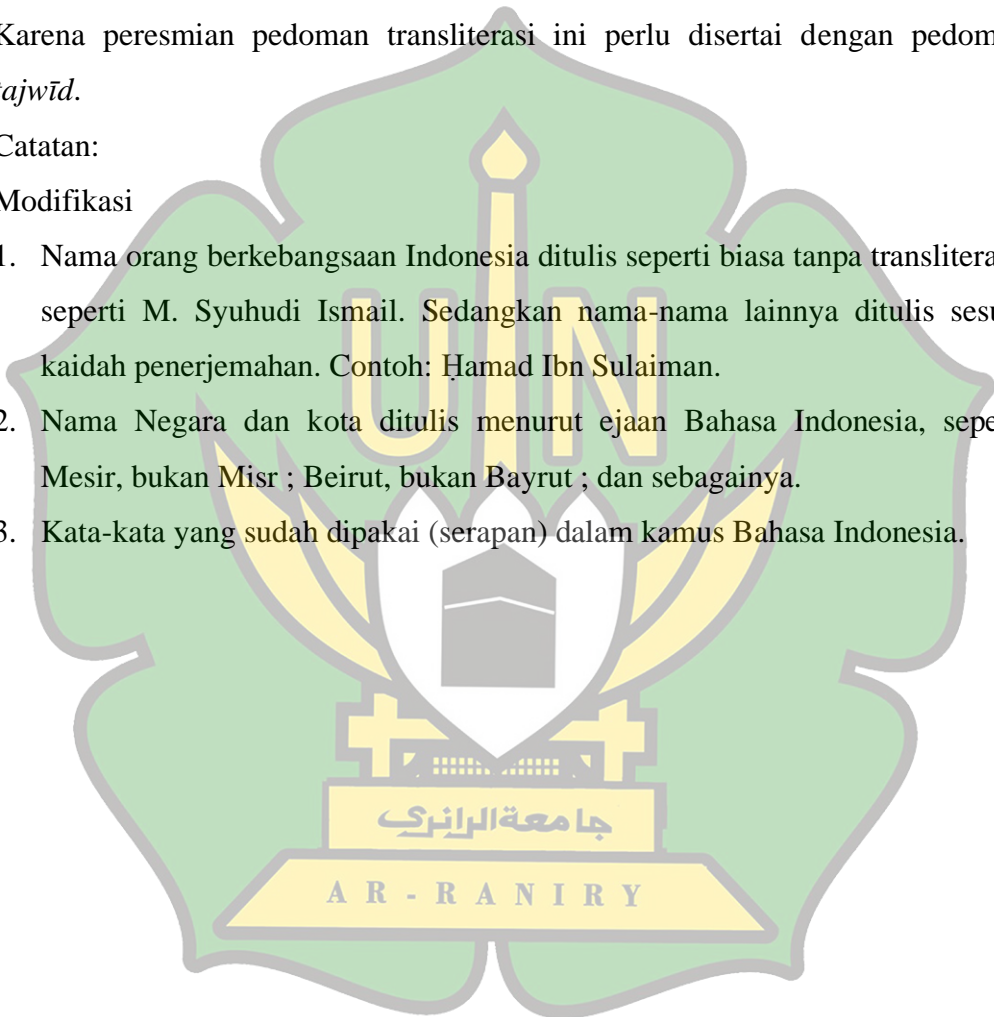 Karena peresmian pedoman transliterasi ini perlu disertai dengan pedom
tajwīd.
Catatan:
Modifikasi
1. Nama orang berkebangsaan Indonesia ditulis seperti biasa tanpa translitera
seperti M. Syuhudi Ismail. Sedangkan nama-nama lainnya ditulis sesu
kaidah penerjemahan. Contoh: Ḥamad Ibn Sulaiman.
2. Nama Negara dan kota ditulis menurut ejaan Bahasa Indonesia, sepe
Mesir, bukan Misr ; Beirut, bukan Bayrut ; dan sebagainya.
3. Kata-kata yang sudah dipakai (serapan) dalam kamus Bahasa Indonesia.
UIN
جامعة الرانري
AR-RANIRY